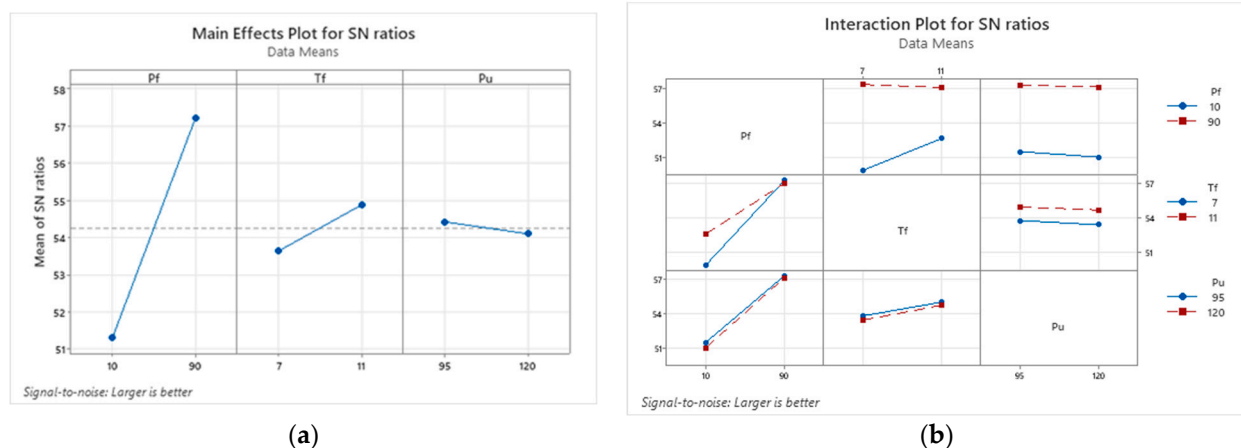 Main Effects Plot for SN ratios
Data Means
Pf Tf Pu
Mean of SN ratios
58
57
56
55
54
53
52
51
10 90 7 11 95 120
Signal-to-noise: Larger is better
(a)
Interaction Plot for SN ratios
Data Means
7 11
57
54
51
Pf
Pf
10
90
57
54
51
Tf
Tf
7
11
57
54
51
Pu
Pu
95
120
10 90 95 120
Signal-to-noise: Larger is better
(b)